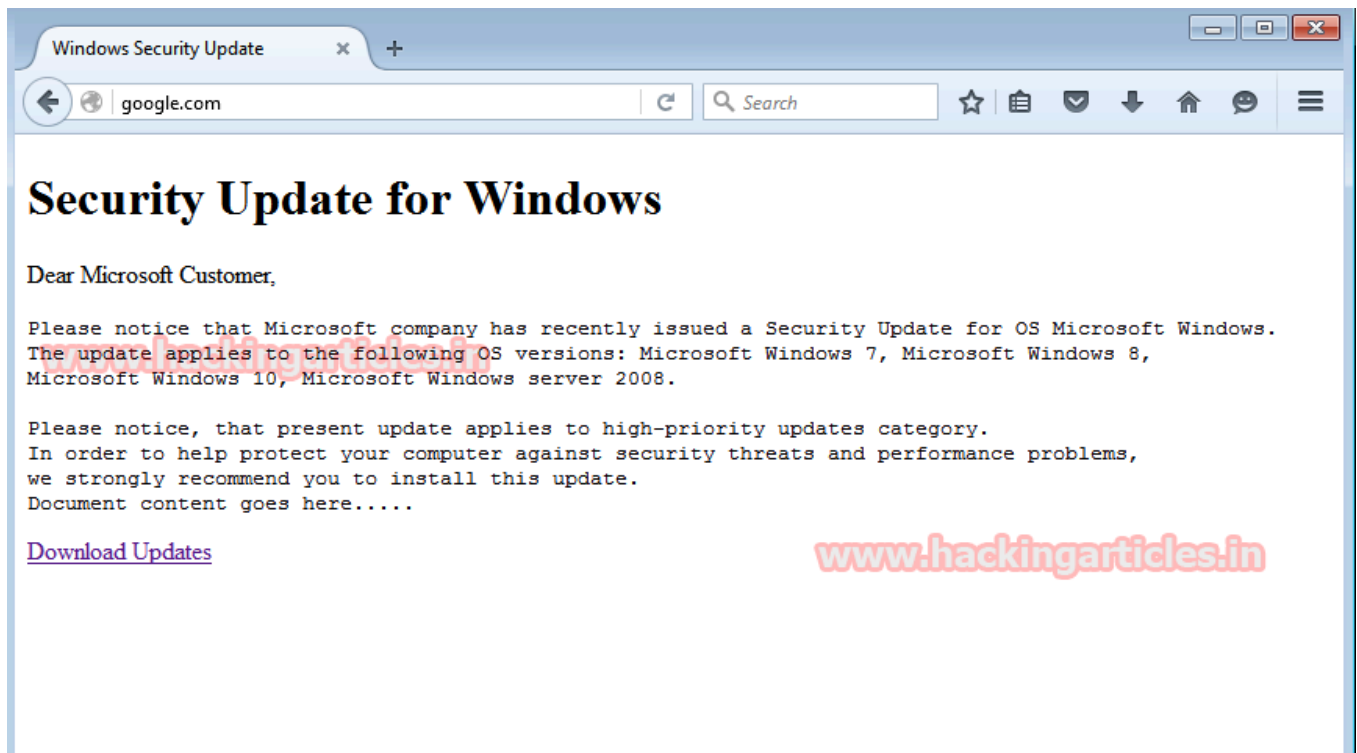 Windows Security Update
google.com
Search
Security Update for Windows
Dear Microsoft Customer,
Please notice that Microsoft company has recently issued a Security Update for OS Microsoft Windows.
The update applies to the following OS versions: Microsoft Windows 7, Microsoft Windows 8,
Microsoft Windows 10, Microsoft Windows server 2008.
www.hackingarticles.in
Please notice, that present update applies to high-priority updates category.
In order to help protect your computer against security threats and performance problems,
we strongly recommend you to install this update.
Document content goes here.....
Download Updates
www.hackingarticles.in